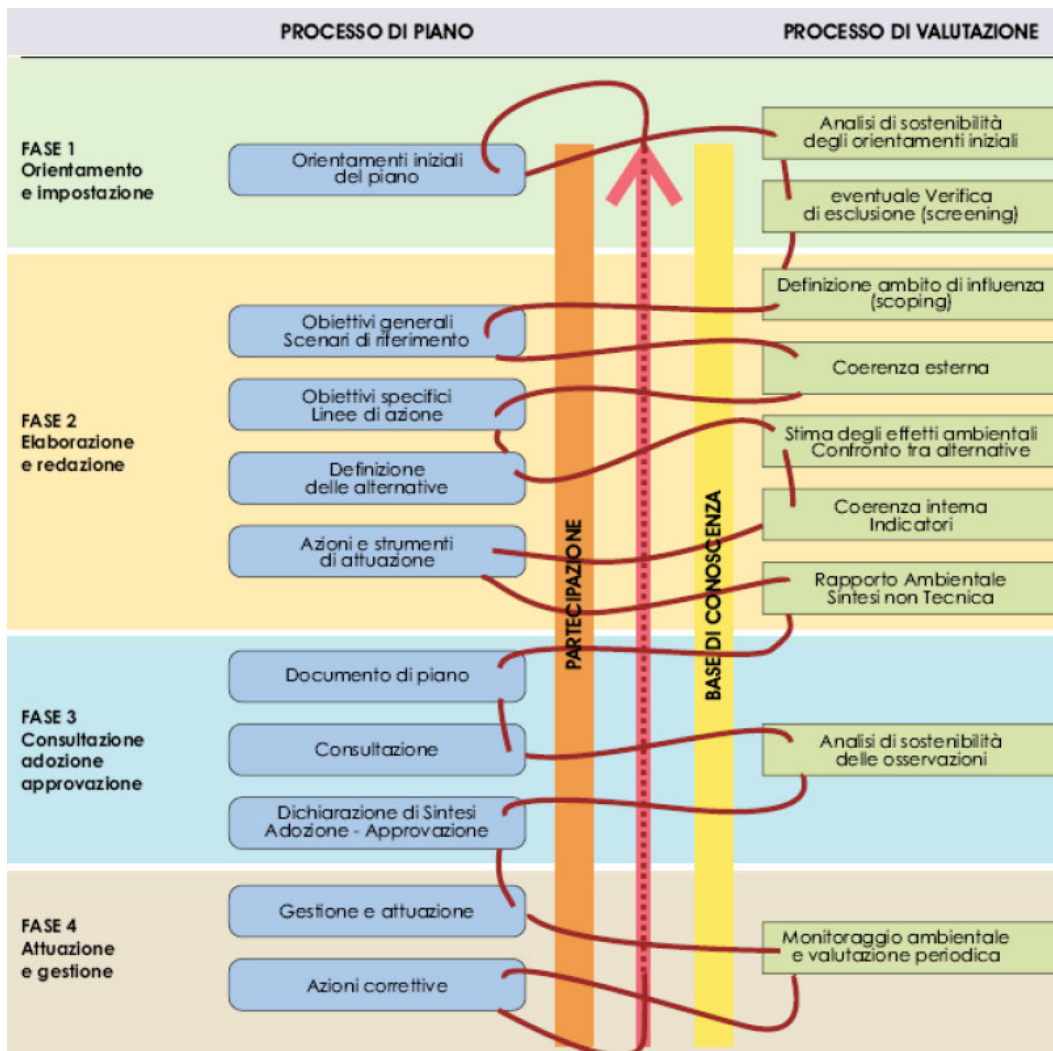 PROCESSO DI PIANO
PROCESSO DI VALUTAZIONE
FASE 1
Orientamento
e impostazione
Orientamenti iniziali
del piano
Analisi di sostenibilità
degli orientamenti iniziali
eventuale Verifica
di esclusione (screening)
FASE 2
Elaborazione
e redazione
Definizione ambito di influenza
(scoping)
Obiettivi generali
Scenari di riferimento
Coerenza esterna
Obiettivi specifici
Linee di azione
Stima degli effetti ambientali
Confronto tra alternative
Definizione
delle alternative
Coerenza interna
Indicatori
Azioni e strumenti
di attuazione
Rapporto Ambientale
Sintesi non Tecnica
PARTECIPAZIONE
BASE DI CONOSCENZA
FASE 3
Consultazione
adozione
approvazione
Documento di piano
Consultazione
Analisi di sostenibilità
delle osservazioni
Dichiarazione di Sintesi
Adozione - Approvazione
FASE 4
Attuazione
e gestione
Gestione e attuazione
Monitoraggio ambientale
e valutazione periodica
Azioni correttive